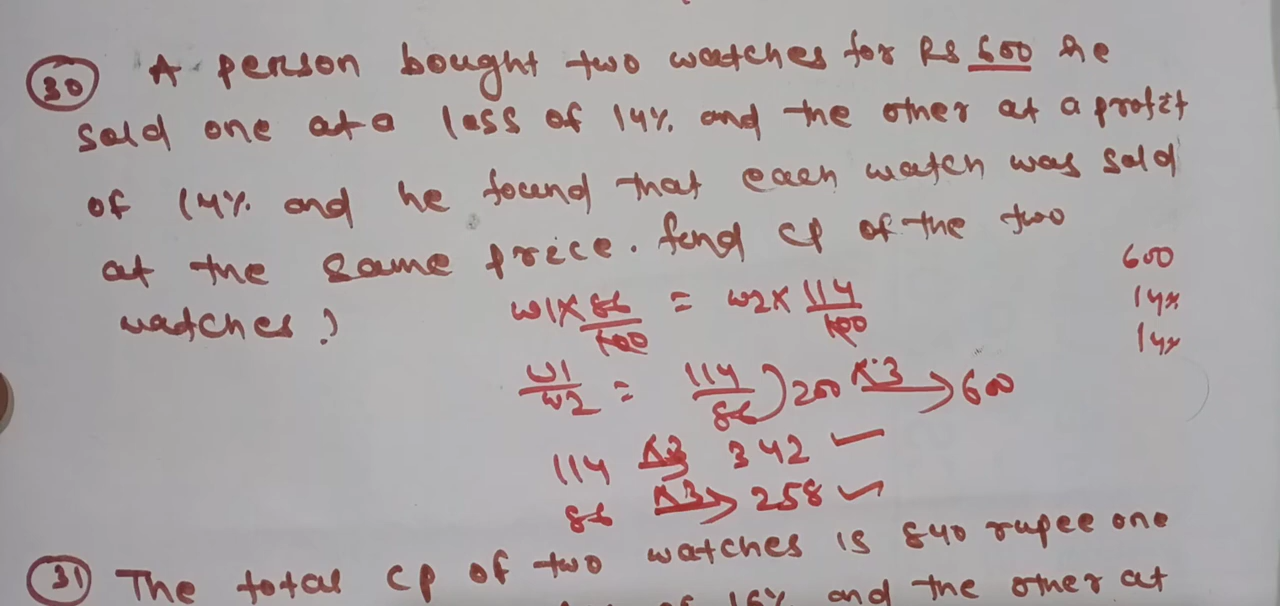 30 A person bought two watches for Rs 600 he
sold one at a loss of 14% and the other at a profit
of 14% and he found that each watch was sold
at the same price. find CP of the two
watches?
600
14%
14%
W1 × 86/100 = W2 × 114/100
W1/W2 = 114/86 ) 200 ×3→ 600
114 ×3→ 342 ✓
86 ×3→ 258 ✓
31 The total CP of two watches is 840 rupee one
of 16% and the other at